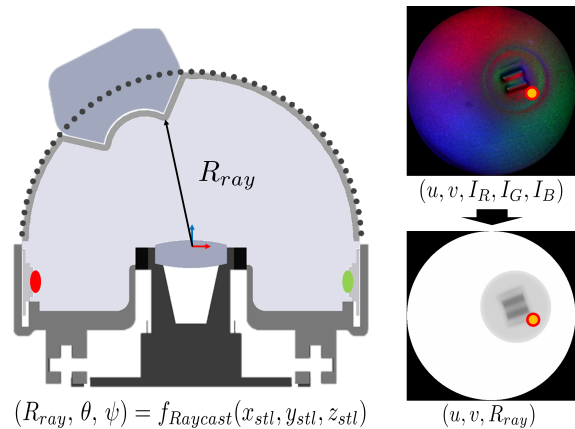 R_{ray}
(R_{ray}, θ, ψ) = f_{Raycast}(x_{stl}, y_{stl}, z_{stl})
(u, v, I_R, I_G, I_B)
(u, v, R_{ray})